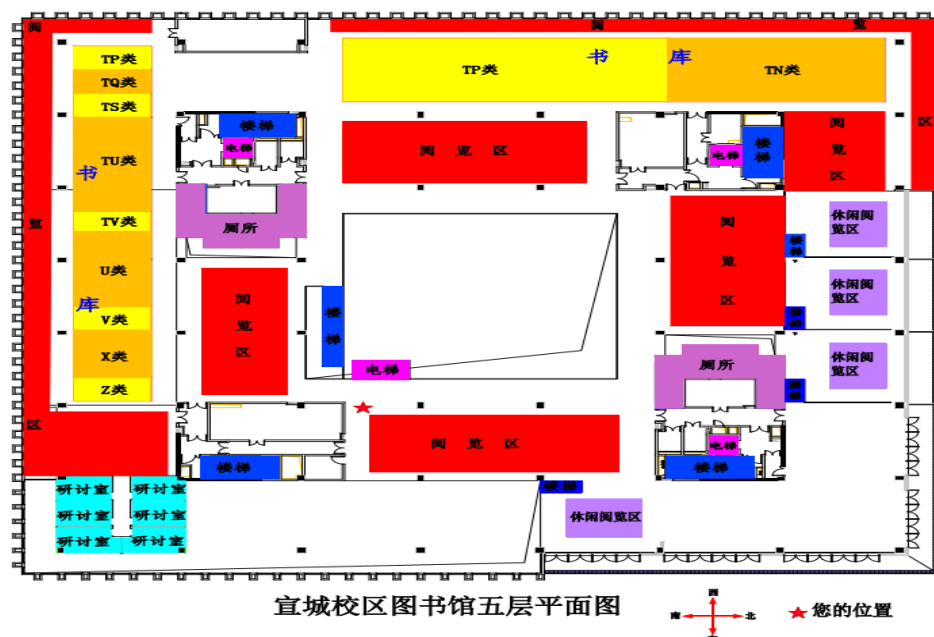 阅
览
书 库
TP类
TP类
TN类
TQ类
TS类
区
楼梯
阅
览
区
电梯
阅 览 区
电梯
楼
梯
TU类
书
休闲阅
览区
TV类
厕所
览
阅
览
区
楼梯
U类
休闲阅
览区
库
阅
览
区
楼
梯
V类
楼梯
X类
休闲阅
览区
厕所
电梯
Z类
楼梯
区
阅 览 区
电梯
楼梯
楼梯
研讨室
研讨室
楼梯
研讨室
研讨室
休闲阅览区
研讨室
研讨室
宣城校区图书馆五层平面图
西
南
北
您的位置